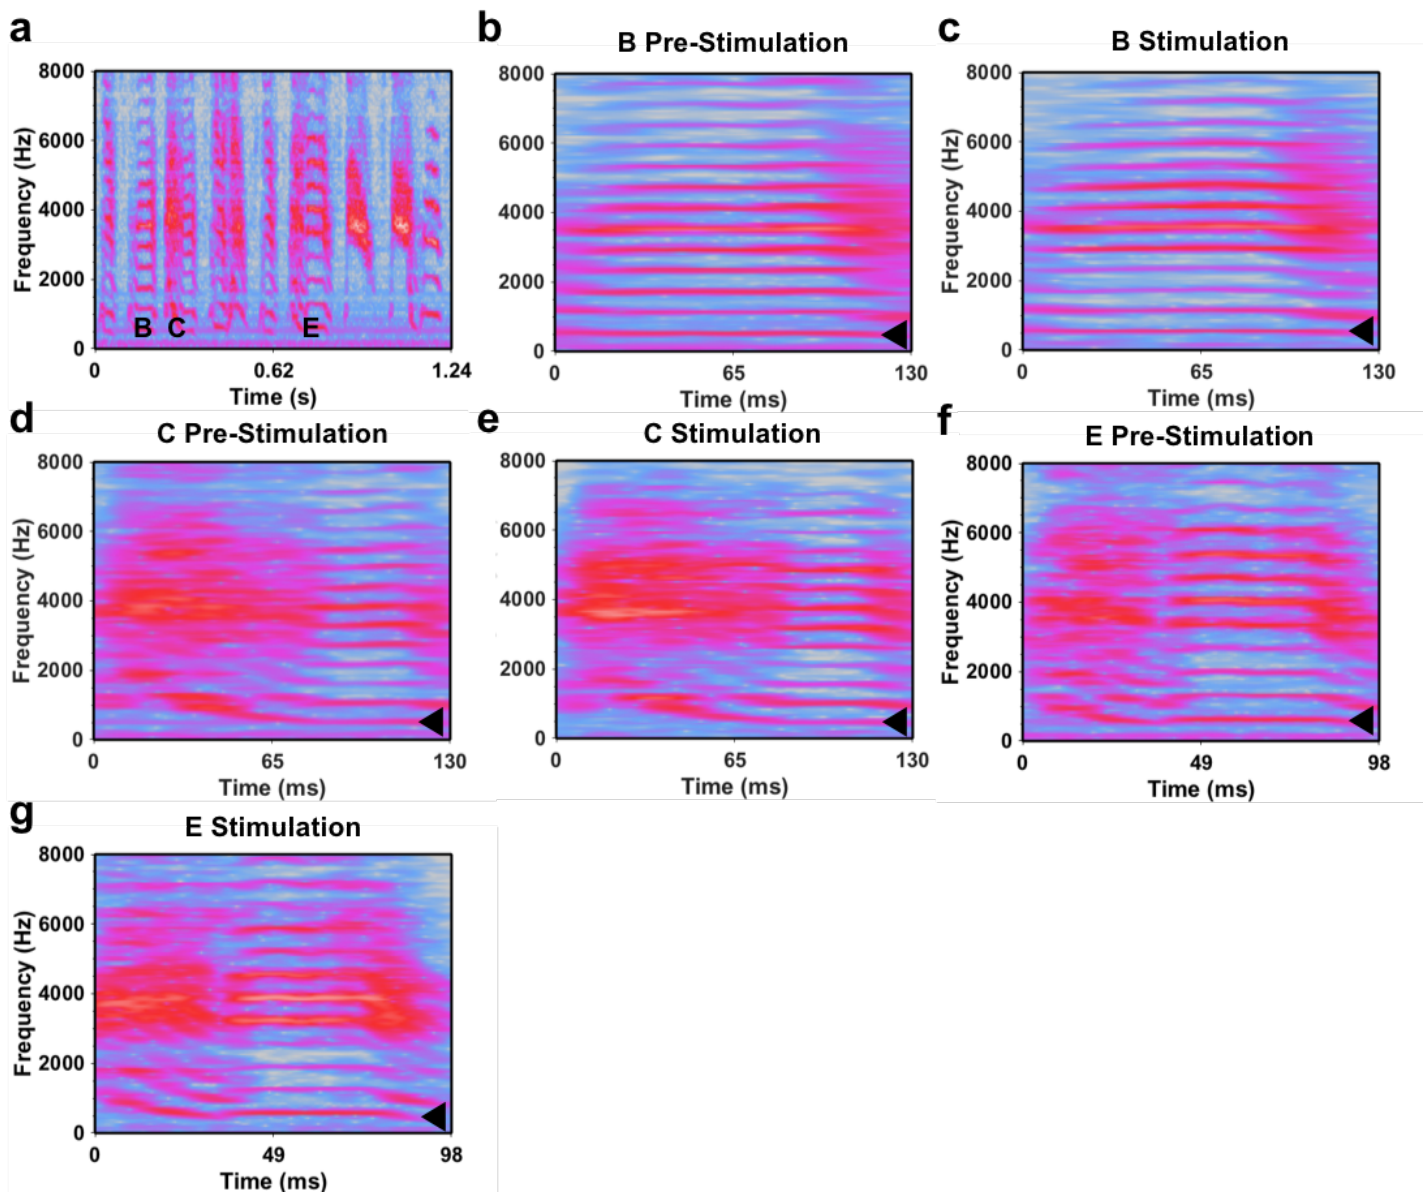 a
8000
6000
4000
2000
0
Frequency (Hz)
B C E
0 0.62 1.24
Time (s)
b
B Pre-Stimulation
8000
6000
4000
2000
0
0 65 130
Time (ms)
c
B Stimulation
8000
6000
4000
2000
0
Frequency (Hz)
0 65 130
Time (ms)
d
C Pre-Stimulation
8000
6000
4000
2000
0
Frequency (Hz)
0 65 130
Time (ms)
e
C Stimulation
8000
6000
4000
2000
0
0 65 130
Time (ms)
f
E Pre-Stimulation
8000
6000
4000
2000
0
Frequency (Hz)
0 49 98
Time (ms)
g
E Stimulation
8000
6000
4000
2000
0
Frequency (Hz)
0 49 98
Time (ms)